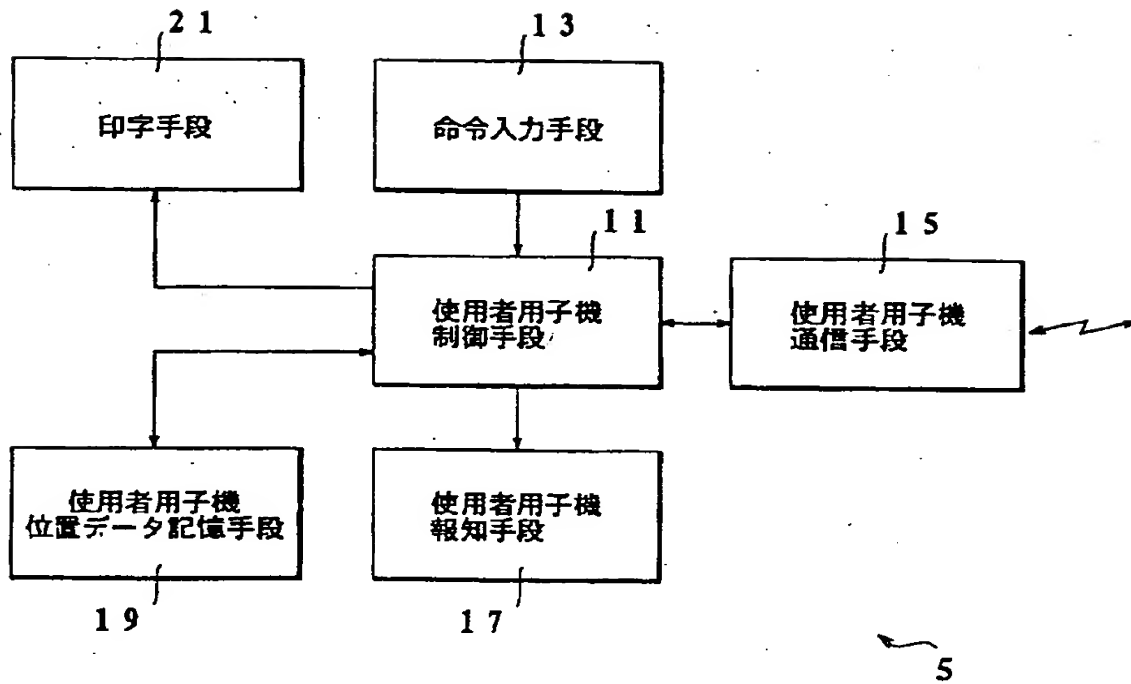 21
13
印字手段
命令入力手段
11
15
使用者用子機
制御手段
使用者用子機
通信手段
使用者用子機
位置データ記憶手段
使用者用子機
報知手段
19
17
5